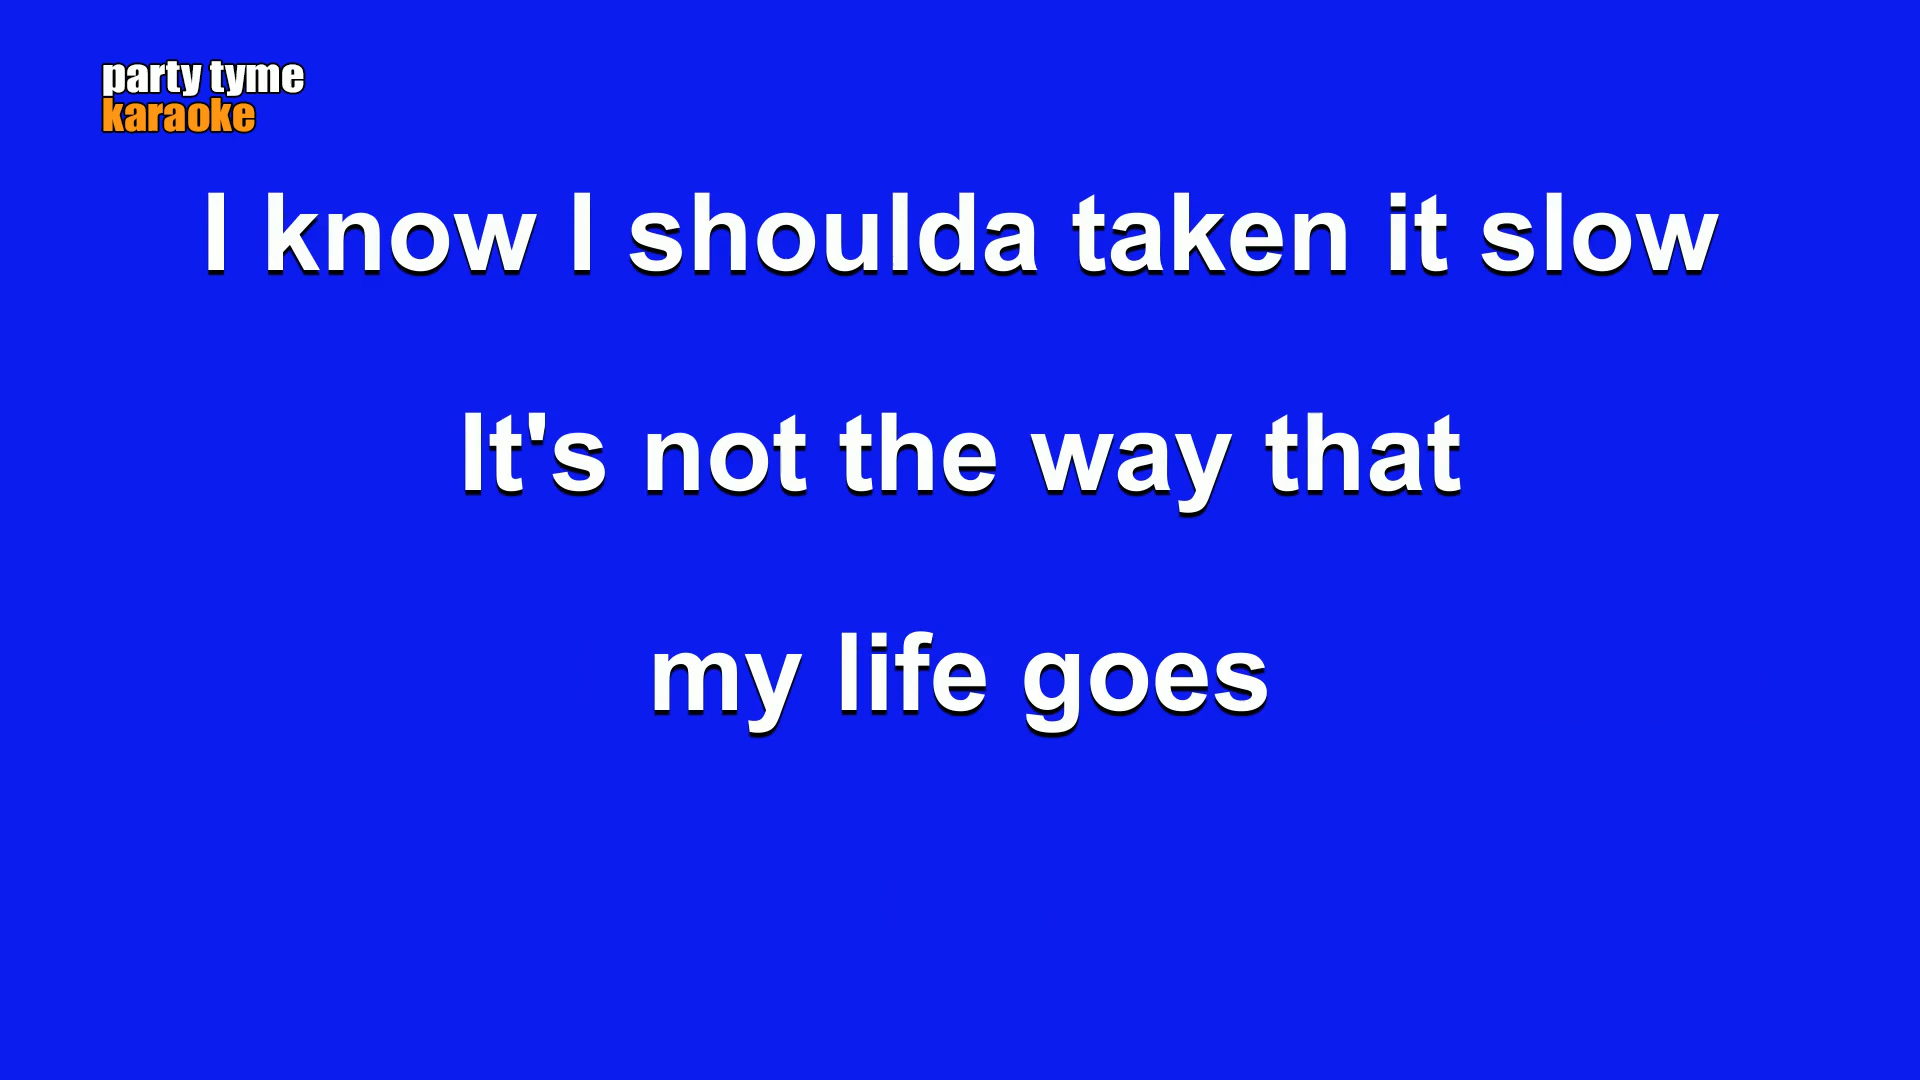 party tyme
karaoke
I know I shoulda taken it slow
It's not the way that
my life goes